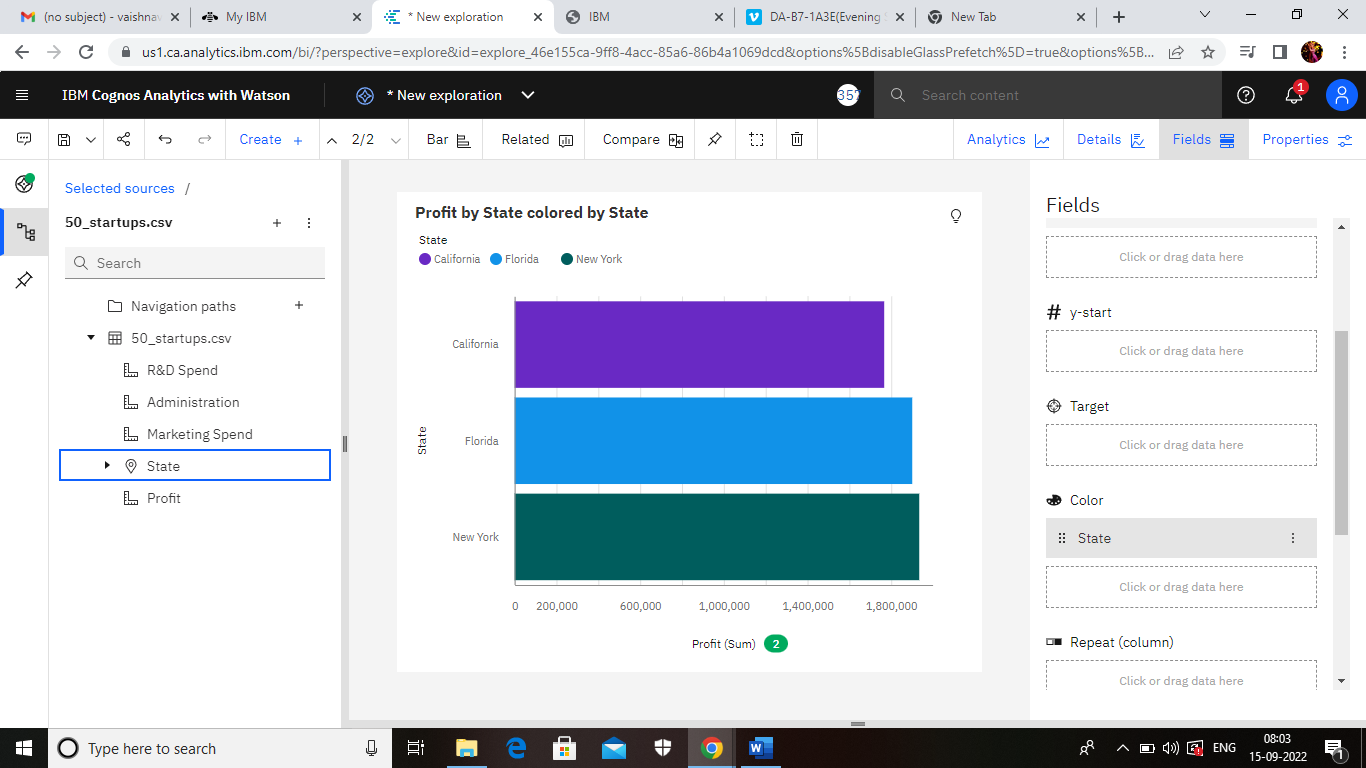 (no subject) - vaishnav
My IBM
* New exploration
IBM
DA-B7-1A3E(Evening S
New Tab
us1.ca.analytics.ibm.com/bi/?perspective=explore&id=explore_46e155ca-9ff8-4acc-85a6-86b4a1069dcd&options%5BdisableGlassPrefetch%5D=true&options%5B...
IBM Cognos Analytics with Watson
* New exploration
357
Search content
1
Create +
2/2
Bar
Related
Compare
Analytics
Details
Fields
Properties
Selected sources /
50_startups.csv
Search
Navigation paths
50_startups.csv
R&D Spend
Administration
Marketing Spend
State
Profit
Profit by State colored by State
State
California Florida New York
California
Florida
New York
State
0 200,000 600,000 1,000,000 1,400,000 1,800,000
Profit (Sum) 2
Fields
Click or drag data here
y-start
Click or drag data here
Target
Click or drag data here
Color
State
Click or drag data here
Repeat (column)
Click or drag data here
Type here to search
ENG
08:03
15-09-2022
1